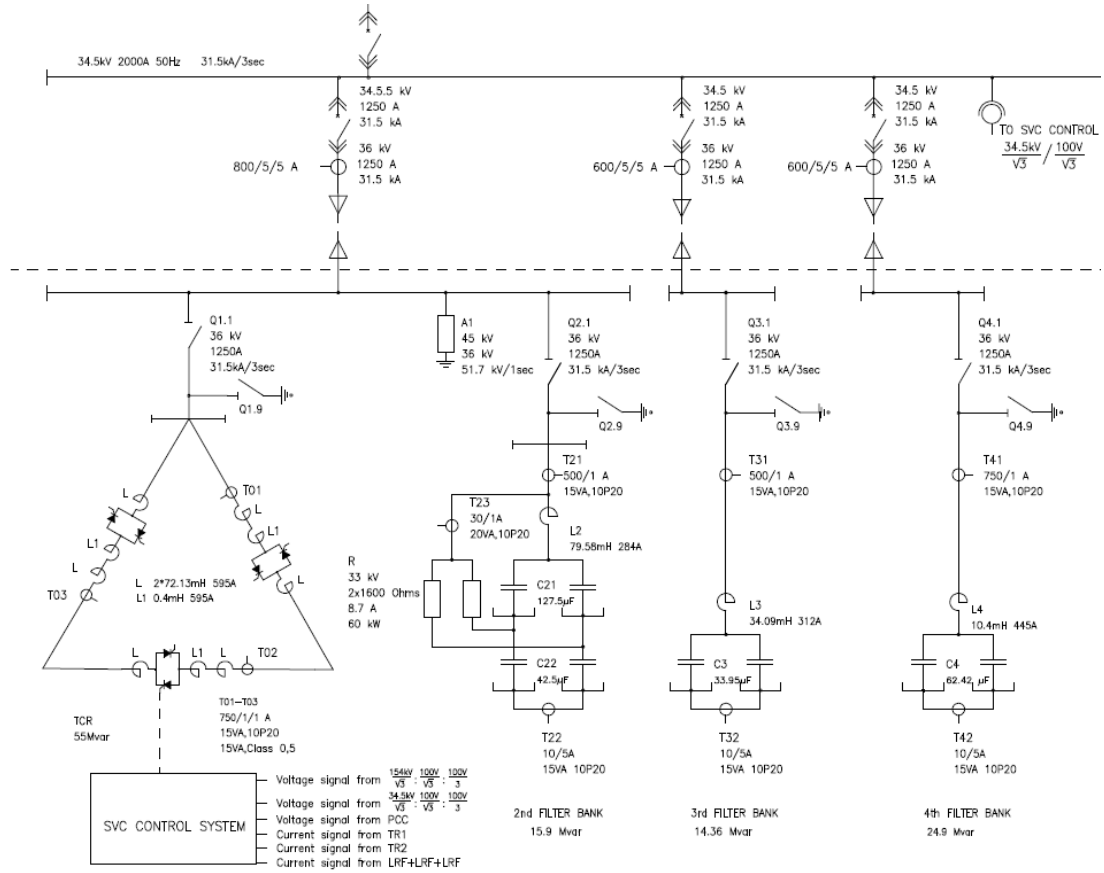 34.5kV 2000A 50Hz 31.5kA/3sec
34.5.5 kV
1250 A
31.5 kA
36 kV
1250 A
31.5 kA
800/5/5 A
34.5 kV
1250 A
31.5 kA
36 kV
1250 A
31.5 kA
600/5/5 A
34.5 kV
1250 A
31.5 kA
36 kV
1250 A
31.5 kA
600/5/5 A
TO SVC CONTROL
34.5kV/√3 / 100V/√3
Q1.1
36 kV
1250A
31.5kA/3sec
Q1.9
A1
45 kV
36 kV
51.7 kV/1sec
Q2.1
36 kV
1250A
31.5 kA/3sec
Q2.9
Q3.1
36 kV
1250A
31.5 kA/3sec
Q3.9
Q4.1
36 kV
1250A
31.5 kA/3sec
Q4.9
L
L1
L
T03
T01
L
L1
L
L 2*72.13mH 595A
L1 0.4mH 595A
L
L1
L
T02
T01-T03
750/1/1 A
15VA,10P20
15VA,Class 0,5
TCR
55Mvar
T21
500/1 A
15VA,10P20
T23
30/1A
20VA,10P20
L2
79.58mH 284A
R
33 kV
2x1600 Ohms
8.7 A
60 kW
C21
127.5µF
C22
42.5µF
T22
10/5A
15VA 10P20
T31
500/1 A
15VA,10P20
L3
34.09mH 312A
C3
33.95µF
T32
10/5A
15VA 10P20
T41
750/1 A
15VA,10P20
L4
10.4mH 445A
C4
62.42 µF
T42
10/5A
15VA 10P20
SVC CONTROL SYSTEM
Voltage signal from 154kV/√3 : 100V/√3 : 100V/3
Voltage signal from 34.5kV/√3 : 100V/√3 : 100V/3
Voltage signal from PCC
Current signal from TR1
Current signal from TR2
Current signal from LRF+LRF+LRF
2nd FILTER BANK
15.9 Mvar
3rd FILTER BANK
14.36 Mvar
4th FILTER BANK
24.9 Mvar